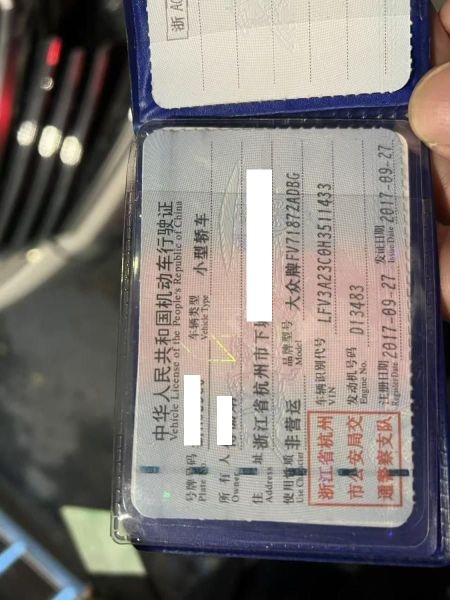 浙 AC
中华人民共和国机动车行驶证
Vehicle License of the People's Republic of China
号牌号码 车辆类型 小型轿车
Plate No. Vehicle Type
所有人
Owner
住址 浙江省杭州市下城
Address
使用性质 非营运 品牌型号 大众牌FV7187ZADBG
Use Character Model
浙江省杭州 车辆识别代号 LFV3A23C0H3511433
VIN
市公安局交 发动机号码 D13483
Engine No.
通警察支队 注册日期 2017-09-27 发证日期 2017-09-27
Register Date Issue Date